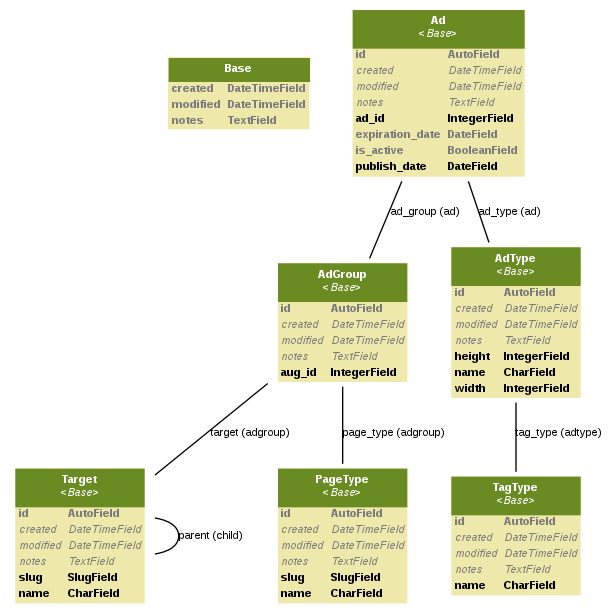 Ad
<Base>
id AutoField
created DateTimeField
modified DateTimeField
notes TextField
ad_id IntegerField
expiration_date DateField
is_active BooleanField
publish_date DateField
Base
created DateTimeField
modified DateTimeField
notes TextField
ad_group (ad)
ad_type (ad)
AdGroup
<Base>
id AutoField
created DateTimeField
modified DateTimeField
notes TextField
aug_id IntegerField
AdType
<Base>
id AutoField
created DateTimeField
modified DateTimeField
notes TextField
height IntegerField
name CharField
width IntegerField
target (adgroup)
page_type (adgroup)
tag_type (adtype)
Target
<Base>
id AutoField
created DateTimeField
modified DateTimeField
notes TextField
slug SlugField
name CharField
parent (child)
PageType
<Base>
id AutoField
created DateTimeField
modified DateTimeField
notes TextField
slug SlugField
name CharField
TagType
<Base>
id AutoField
created DateTimeField
modified DateTimeField
notes TextField
name CharField